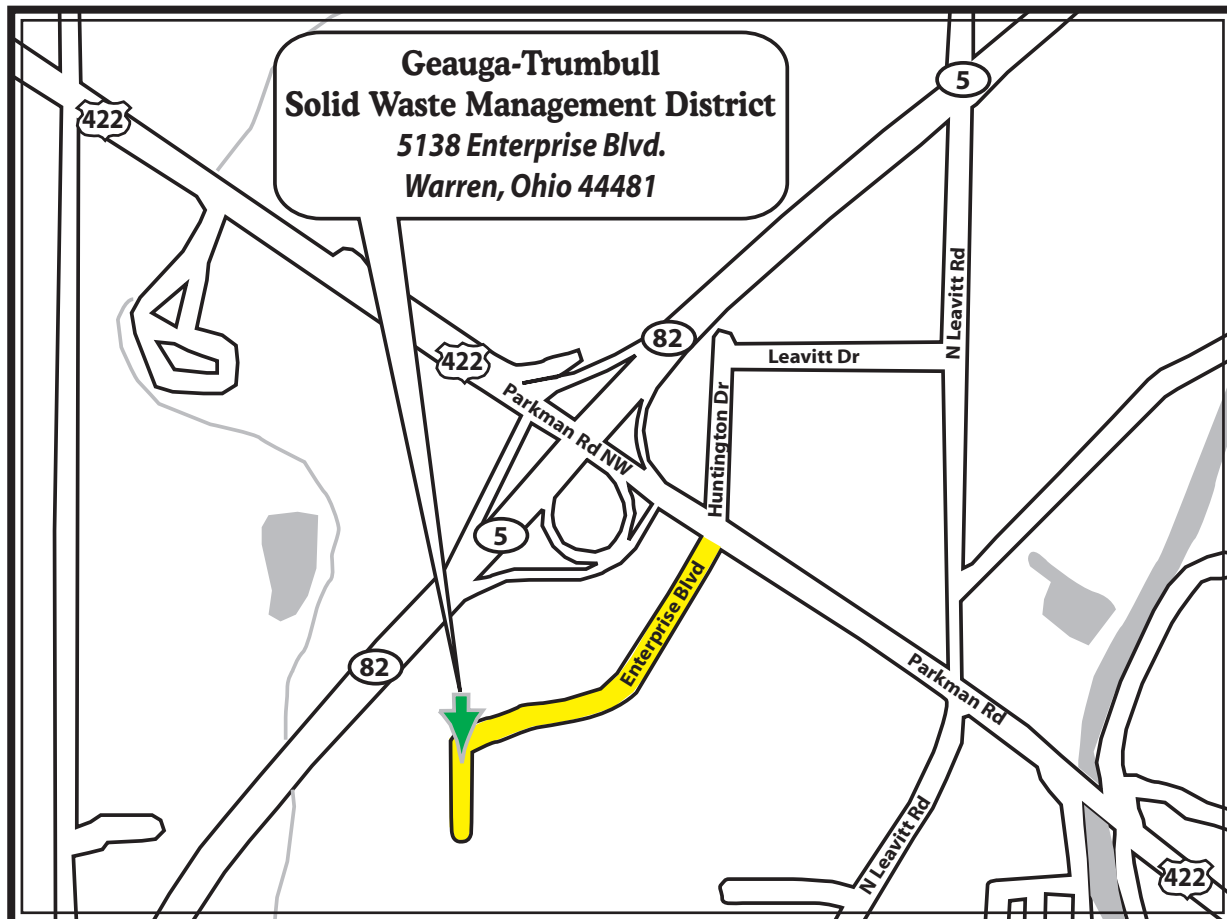 Geauga-Trumbull
Solid Waste Management District
5138 Enterprise Blvd.
Warren, Ohio 44481
5
422
N Leavitt Rd
82
Leavitt Dr
422
Parkman Rd NW
Huntington Dr
5
Enterprise Blvd
82
Parkman Rd
N Leavitt Rd
422